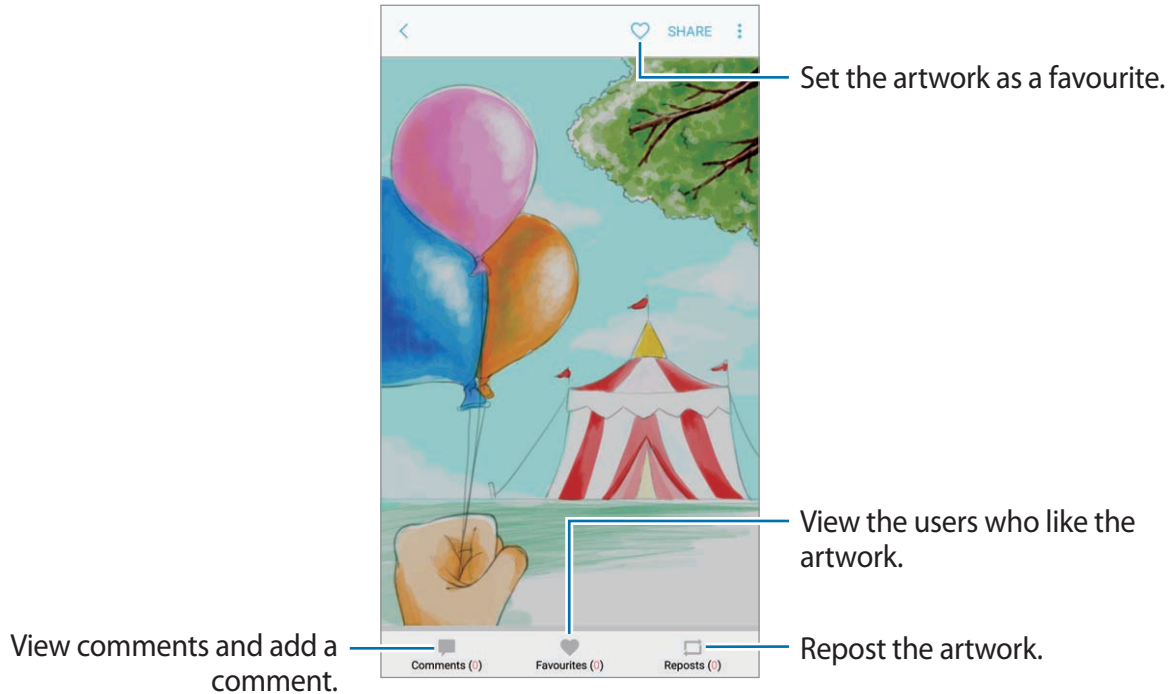 SHARE
Set the artwork as a favourite.
View the users who like the
artwork.
View comments and add a
comment.
Comments (0)
Favourites (0)
Reposts (0)
Repost the artwork.